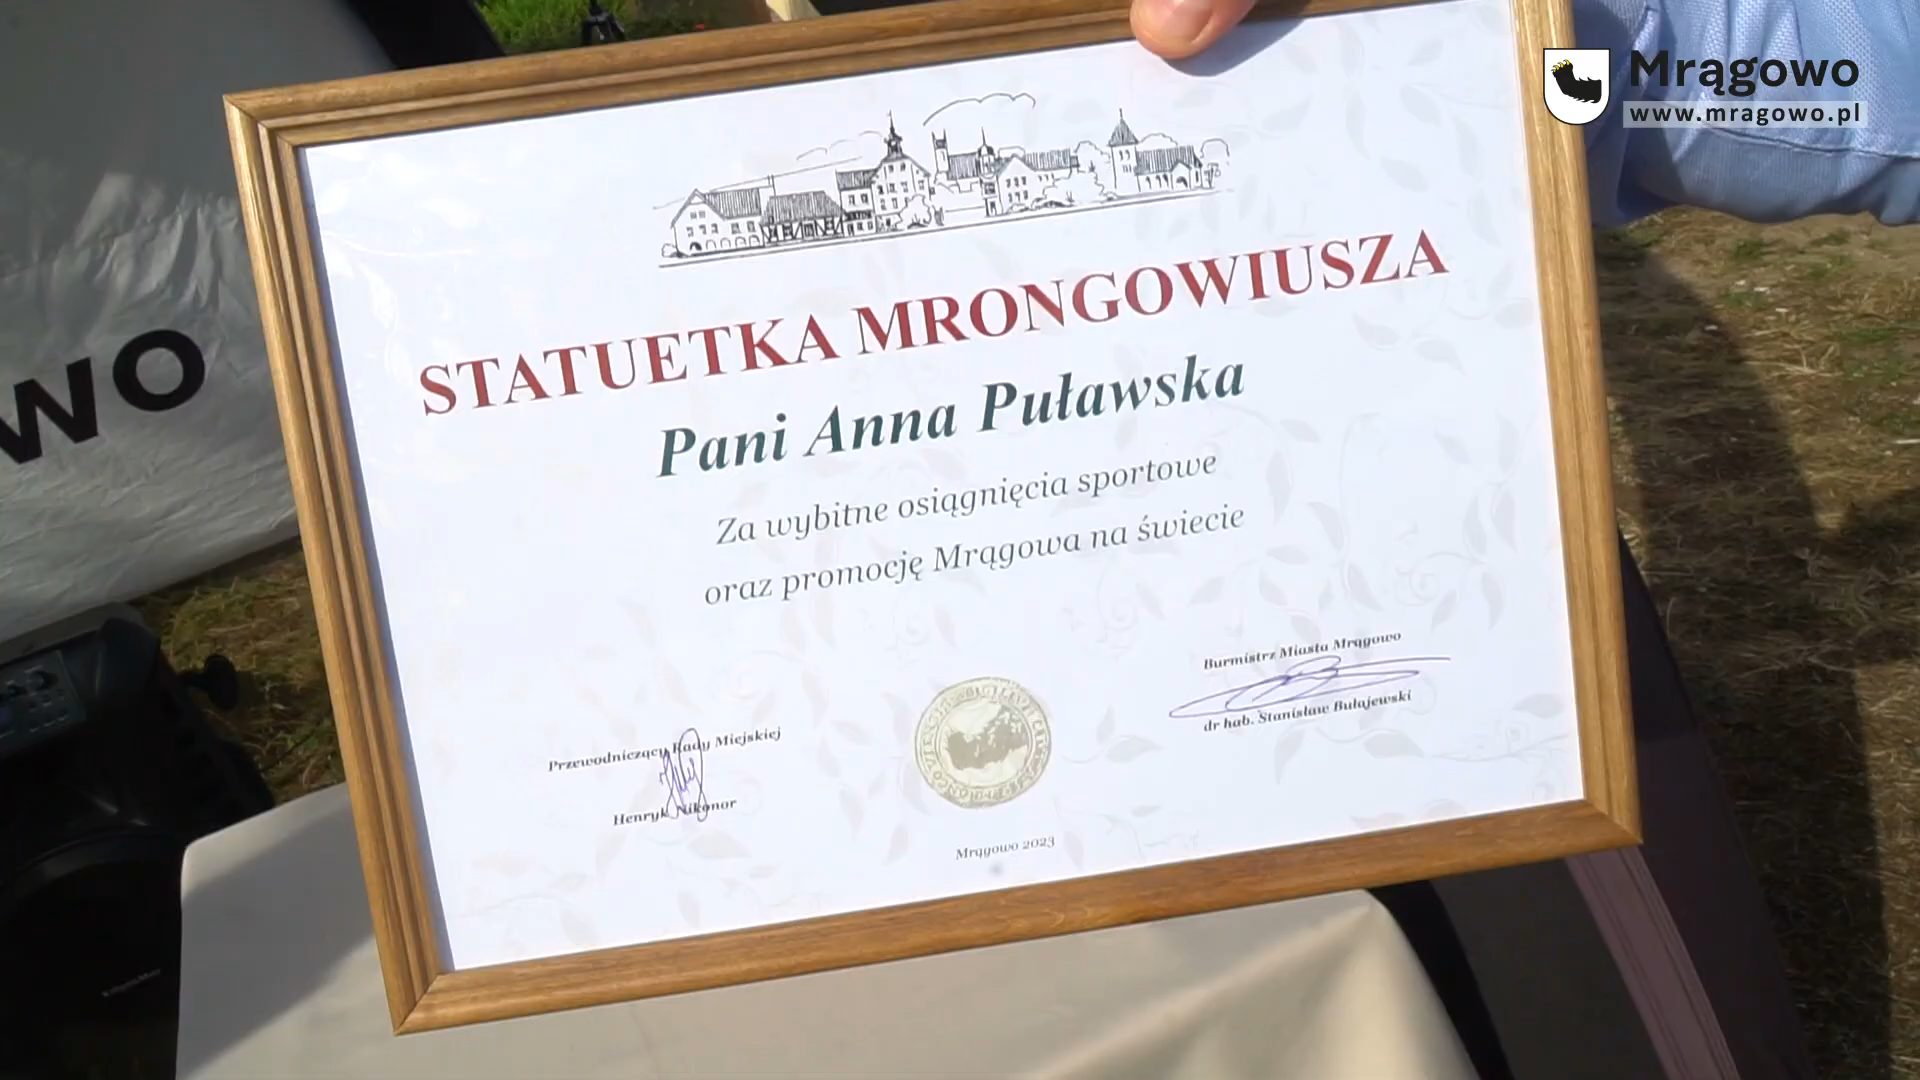 Mrągowo
www.mragowo.pl
WO
STATUETKA MRONGOWIUSZA
Pani Anna Puławska
Za wybitne osiągnięcia sportowe
oraz promocję Mrągowa na świecie
Przewodniczący Rady Miejskiej
Henryk Nikonor
Burmistrz Miasta Mrągowo
dr hab. Stanisław Bułajewski
Mrągowo 2023